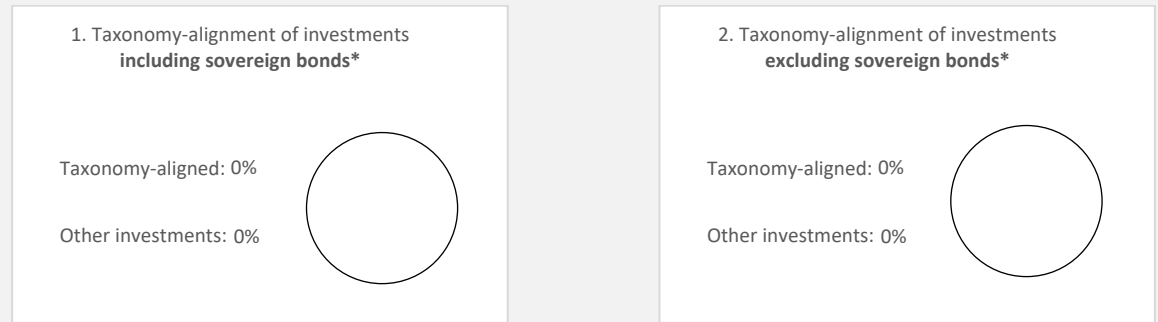 1. Taxonomy-alignment of investments
including sovereign bonds*
Taxonomy-aligned: 0%
Other investments: 0%
2. Taxonomy-alignment of investments
excluding sovereign bonds*
Taxonomy-aligned: 0%
Other investments: 0%